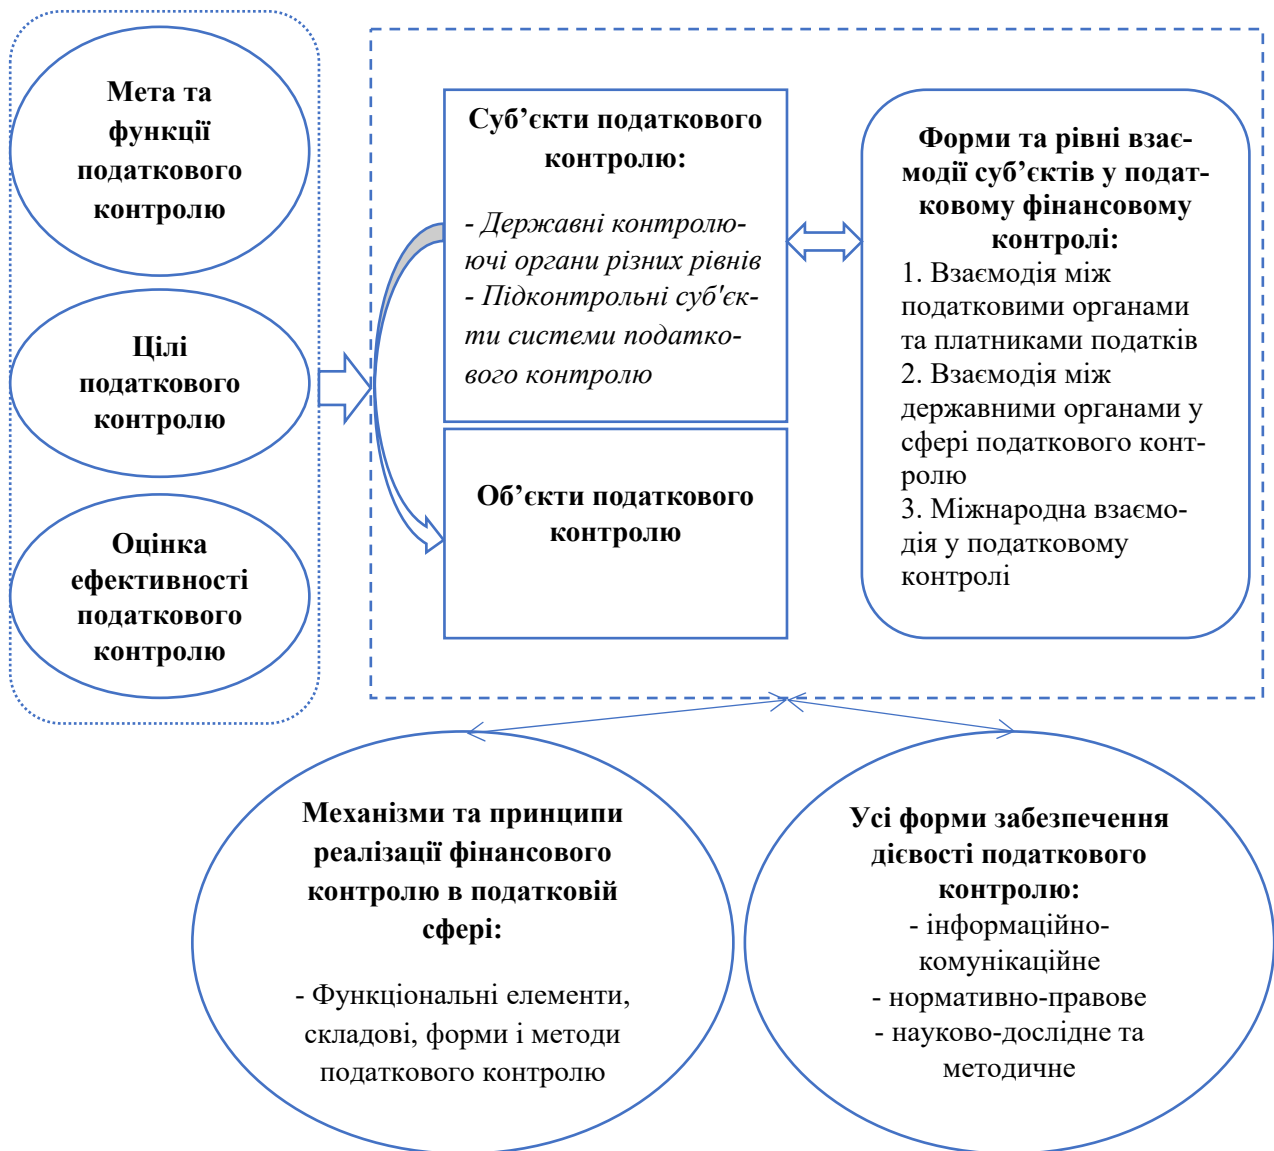 Мета та
функції
податкового
контролю
Цілі
податкового
контролю
Оцінка
ефективності
податкового
контролю
Суб’єкти податкового
контролю:
- Державні контролю-
ючі органи різних рівнів
- Підконтрольні суб'єк-
ти системи податко-
вого контролю
Об’єкти податкового
контролю
Форми та рівні взає-
модії суб’єктів у подат-
ковому фінансовому
контролі:
1. Взаємодія між
податковими органами
та платниками податків
2. Взаємодія між
державними органами у
сфері податкового конт-
ролю
3. Міжнародна взаємо-
дія у податковому
контролі
Механізми та принципи
реалізації фінансового
контролю в податковій
сфері:
- Функціональні елементи,
складові, форми і методи
податкового контролю
Усі форми забезпечення
дієвості податкового
контролю:
- інформаційно-
комунікаційне
- нормативно-правове
- науково-дослідне та
методичне